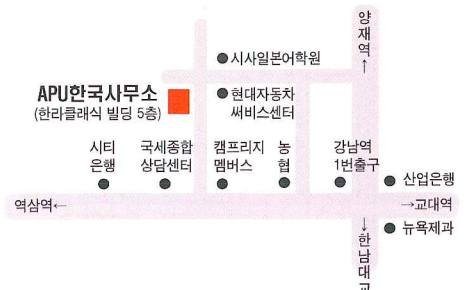 양재역
↑
시사일본어학원
APU한국사무소
(한라클래식 빌딩 5층)
현대자동차
써비스센터
시티
은행
국세종합
상담센터
캠프리지
멤버스
농협
강남역
1번출구
산업은행
역삼역←
→교대역
뉴욕제과
↓
한남대교